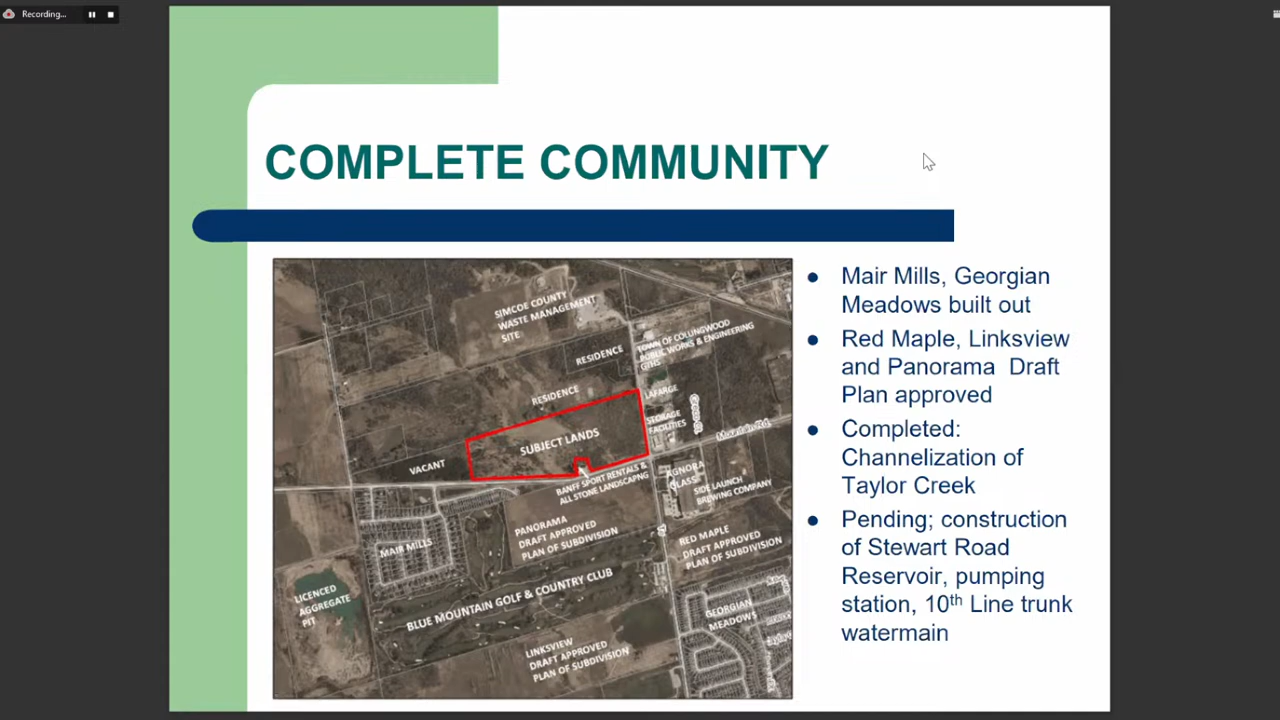 Recording...
COMPLETE COMMUNITY
SIMCOE COUNTY
WASTE MANAGEMENT
SITE
RESIDENCE
TOWN OF COLLINGWOOD
PUBLIC WORKS & ENGINEERING
RESIDENCE
LAFARGE
STORAGE
FACILITIES
SUBJECT LANDS
Mountain Rd.
VACANT
BANFF SPORT RENTALS &
ALL STONE LANDSCAPNG
AGNORA
GLASS
SIDE LAUNCH
BREWING COMPANY
PANORAMA
DRAFT APPROVED
PLAN OF SUBDIVISION
RED MAPLE
DRAFT APPROVED
PLAN OF SUBDIVISION
MAIR MILLS
LICENCED
AGGREGATE
PIT
BLUE MOUNTAIN GOLF & COUNTRY CLUB
GEORGIAN
MEADOWS
LINKSVIEW
DRAFT APPROVED
PLAN OF SUBDIVISION
● Mair Mills, Georgian
Meadows built out
● Red Maple, Linksview
and Panorama Draft
Plan approved
● Completed:
Channelization of
Taylor Creek
● Pending; construction
of Stewart Road
Reservoir, pumping
station, 10th Line trunk
watermain